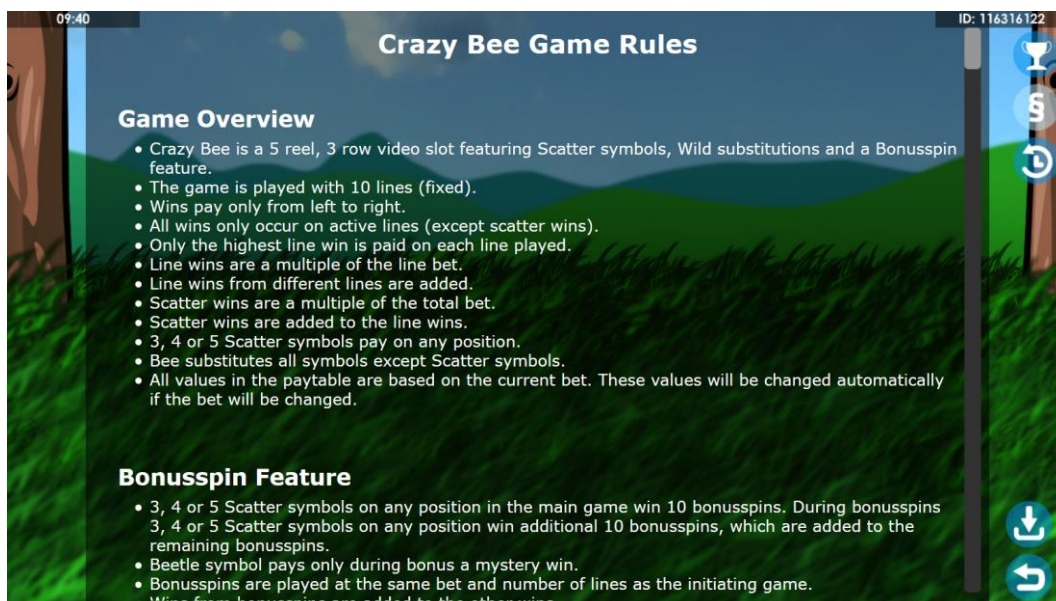 09:40
ID: 116316122
Crazy Bee Game Rules
§
Game Overview
• Crazy Bee is a 5 reel, 3 row video slot featuring Scatter symbols, Wild substitutions and a Bonusspin
feature.
• The game is played with 10 lines (fixed).
• Wins pay only from left to right.
• All wins only occur on active lines (except scatter wins).
• Only the highest line win is paid on each line played.
• Line wins are a multiple of the line bet.
• Line wins from different lines are added.
• Scatter wins are a multiple of the total bet.
• Scatter wins are added to the line wins.
• 3, 4 or 5 Scatter symbols pay on any position.
• Bee substitutes all symbols except Scatter symbols.
• All values in the paytable are based on the current bet. These values will be changed automatically
if the bet will be changed.
Bonusspin Feature
• 3, 4 or 5 Scatter symbols on any position in the main game win 10 bonusspins. During bonusspins
3, 4 or 5 Scatter symbols on any position win additional 10 bonusspins, which are added to the
remaining bonusspins.
• Beetle symbol pays only during bonus a mystery win.
• Bonusspins are played at the same bet and number of lines as the initiating game.
• Wins from bonusspins are added to the other wins.